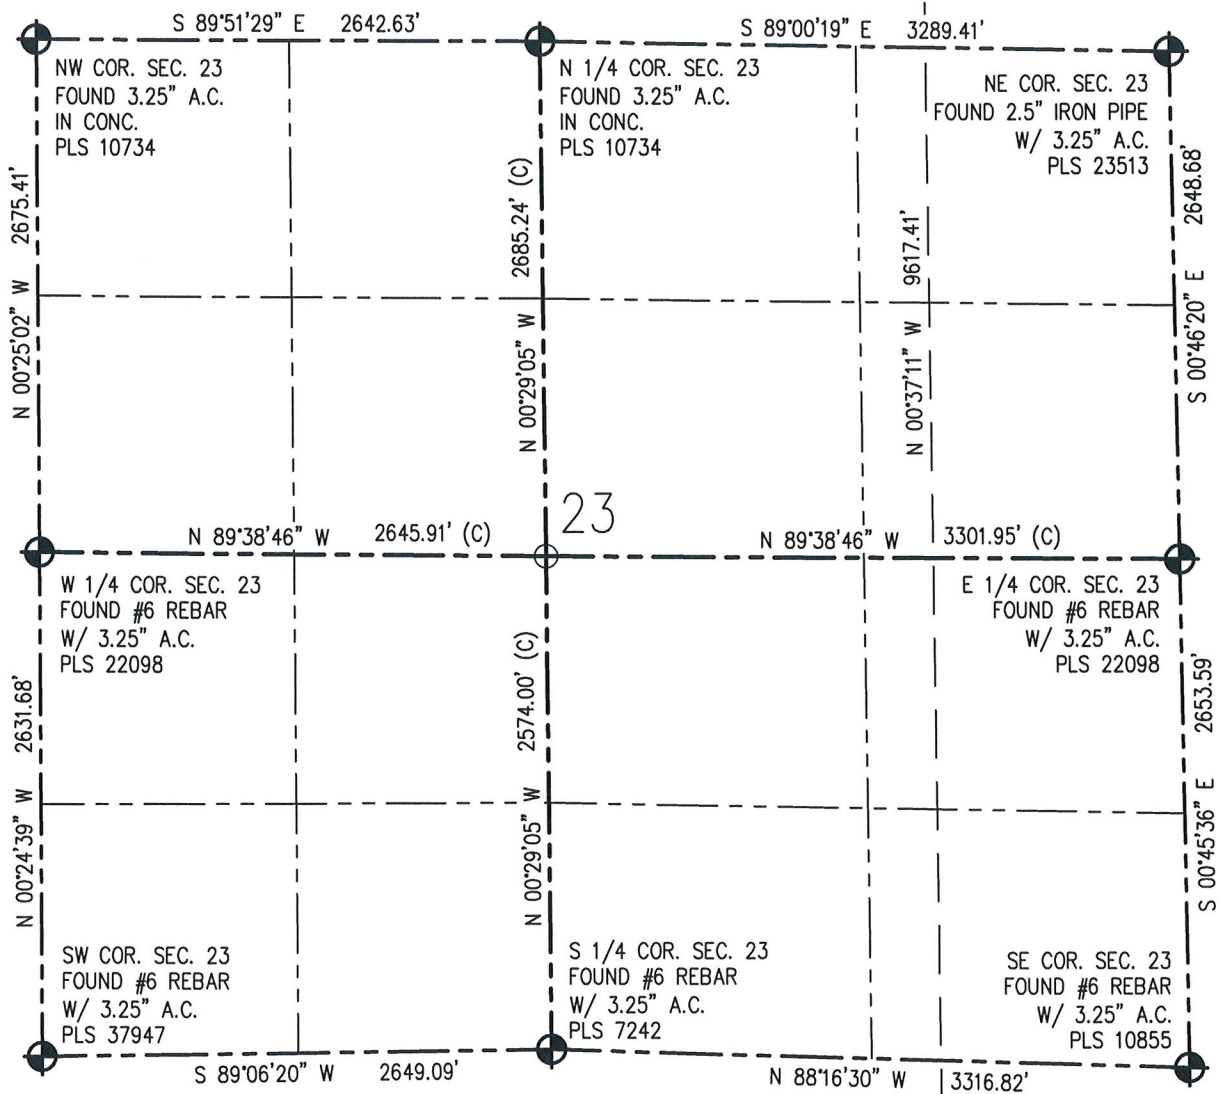 S 89°51'29" E 2642.63'
S 89°00'19" E 3289.41'
NW COR. SEC. 23
FOUND 3.25" A.C.
IN CONC.
PLS 10734
N 1/4 COR. SEC. 23
FOUND 3.25" A.C.
IN CONC.
PLS 10734
NE COR. SEC. 23
FOUND 2.5" IRON PIPE
W/ 3.25" A.C.
PLS 23513
N 00°25'02" W 2675.41'
N 00°29'05" W 2685.24' (C)
N 00°37'11" W 9617.41'
S 00°46'20" E 2648.68'
23
N 89°38'46" W 2645.91' (C)
N 89°38'46" W 3301.95' (C)
W 1/4 COR. SEC. 23
FOUND #6 REBAR
W/ 3.25" A.C.
PLS 22098
E 1/4 COR. SEC. 23
FOUND #6 REBAR
W/ 3.25" A.C.
PLS 22098
N 00°24'39" W 2631.68'
N 00°29'05" W 2574.00' (C)
S 00°45'36" E 2653.59'
SW COR. SEC. 23
FOUND #6 REBAR
W/ 3.25" A.C.
PLS 37947
S 1/4 COR. SEC. 23
FOUND #6 REBAR
W/ 3.25" A.C.
PLS 7242
SE COR. SEC. 23
FOUND #6 REBAR
W/ 3.25" A.C.
PLS 10855
S 89°06'20" W 2649.09'
N 88°16'30" W 3316.82'